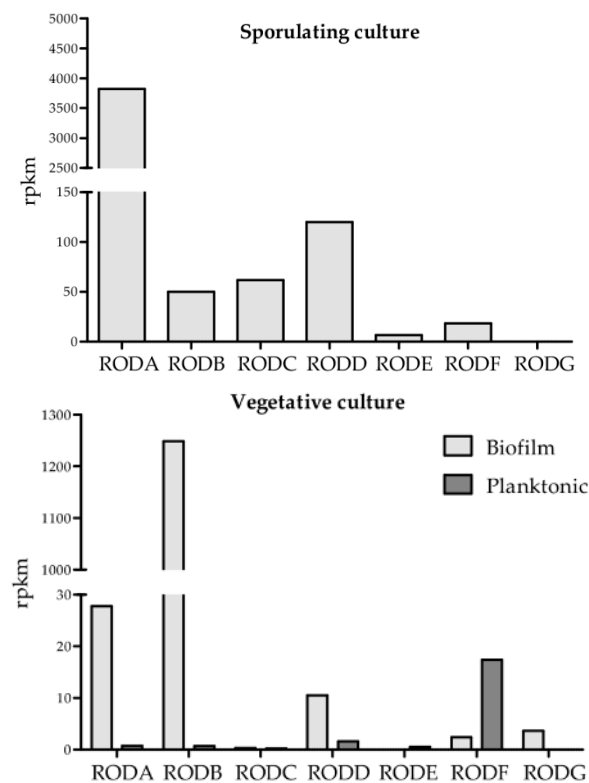 Sporulating culture
5000
4500
4000
3500
3000
2500
150
100
50
0
rpkm
RODA RODB RODC RODD RODE RODF RODG
Vegetative culture
1300
1200
1100
1000
30
20
10
0
rpkm
Biofilm
Planktonic
RODA RODB RODC RODD RODE RODF RODG